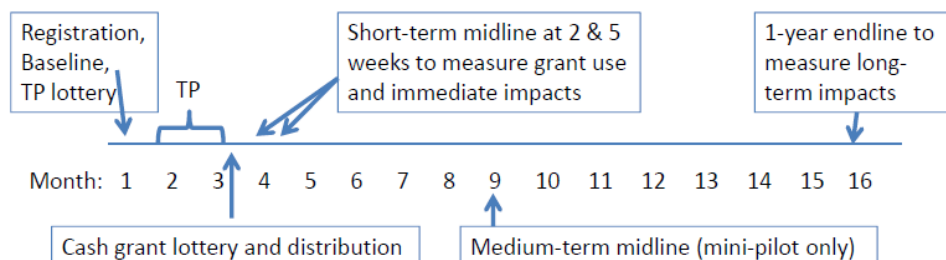 Registration,
Baseline,
TP lottery
TP
Short-term midline at 2 & 5
weeks to measure grant use
and immediate impacts
1-year endline to
measure long-
term impacts
Month: 1 2 3 4 5 6 7 8 9 10 11 12 13 14 15 16
Cash grant lottery and distribution
Medium-term midline (mini-pilot only)